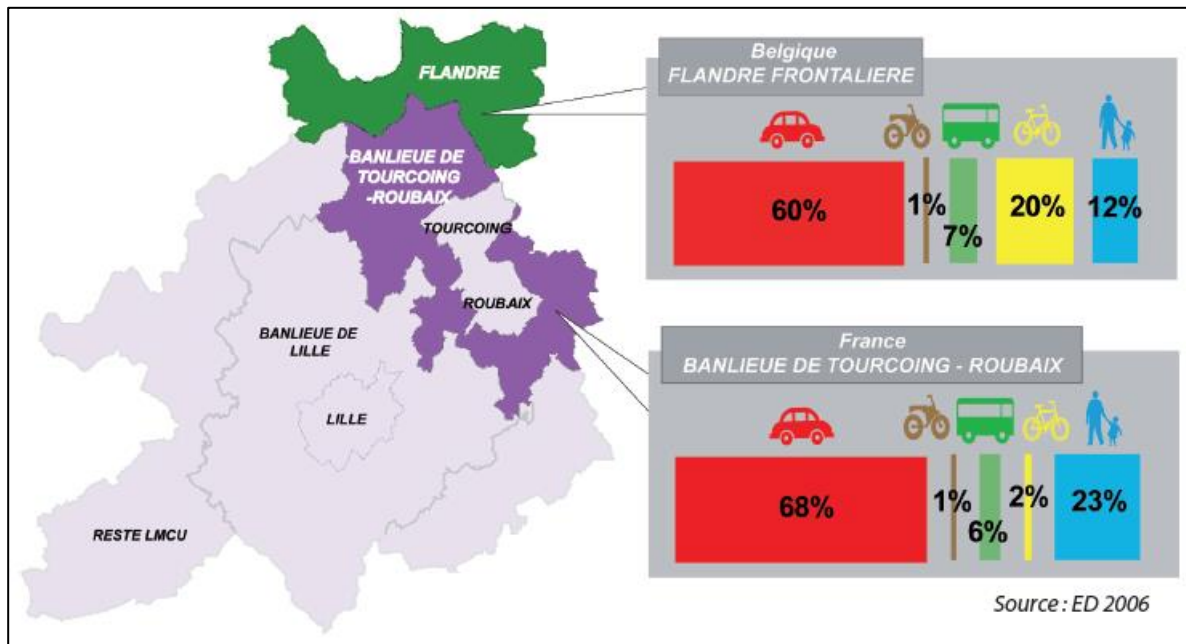 FLANDRE
BANLIEUE DE
TOURCOING
-ROUBAIX
TOURCOING
ROUBAIX
BANLIEUE DE
LILLE
LILLE
RESTE LMCU
Belgique
FLANDRE FRONTALIERE
60%
1%
7%
20%
12%
France
BANLIEUE DE TOURCOING - ROUBAIX
68%
1%
6%
2%
23%
Source : ED 2006